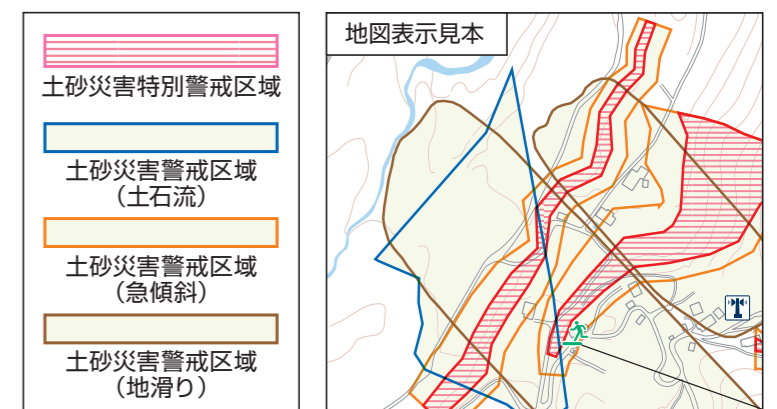 土砂災害特別警戒区域
土砂災害警戒区域
（土石流）
土砂災害警戒区域
（急傾斜）
土砂災害警戒区域
（地滑り）
地図表示見本